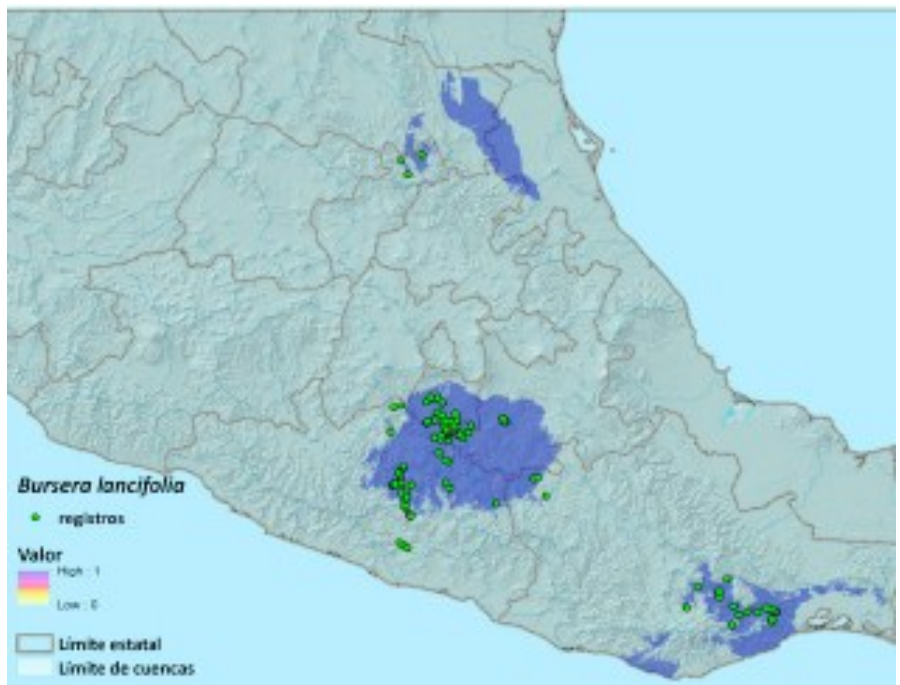 Bursera lancifolia
registros
Valor
High : 1
Low : 0
Límite estatal
Límite de cuencas